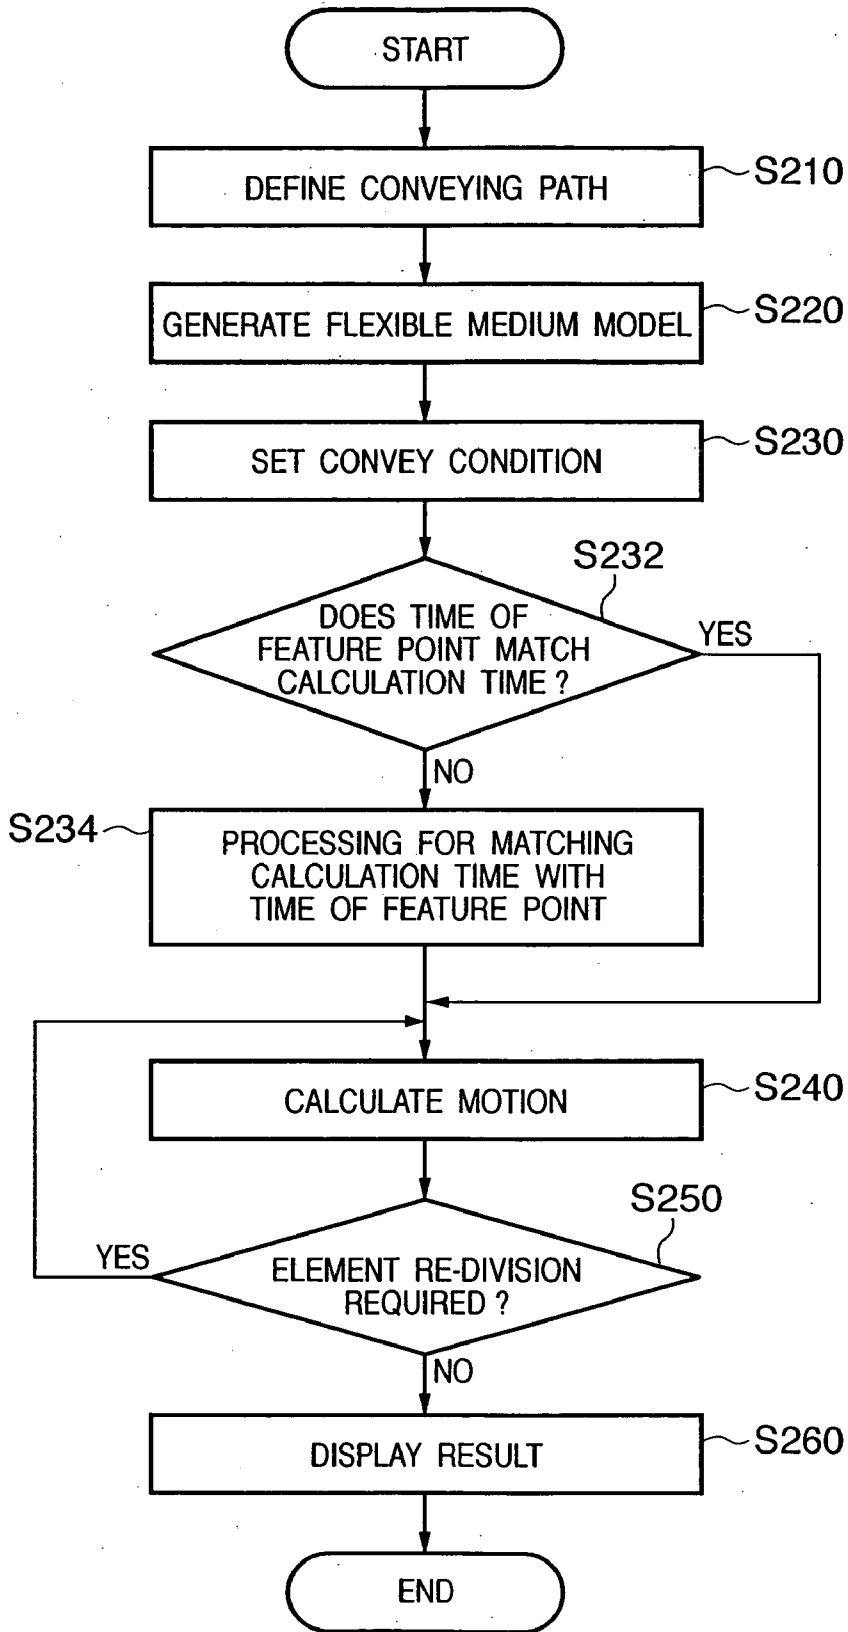 START
DEFINE CONVEYING PATH
S210
GENERATE FLEXIBLE MEDIUM MODEL
S220
SET CONVEY CONDITION
S230
S232
DOES TIME OF
FEATURE POINT MATCH
CALCULATION TIME?
YES
NO
S234
PROCESSING FOR MATCHING
CALCULATION TIME WITH
TIME OF FEATURE POINT
CALCULATE MOTION
S240
S250
YES
ELEMENT RE-DIVISION
REQUIRED?
NO
DISPLAY RESULT
S260
END